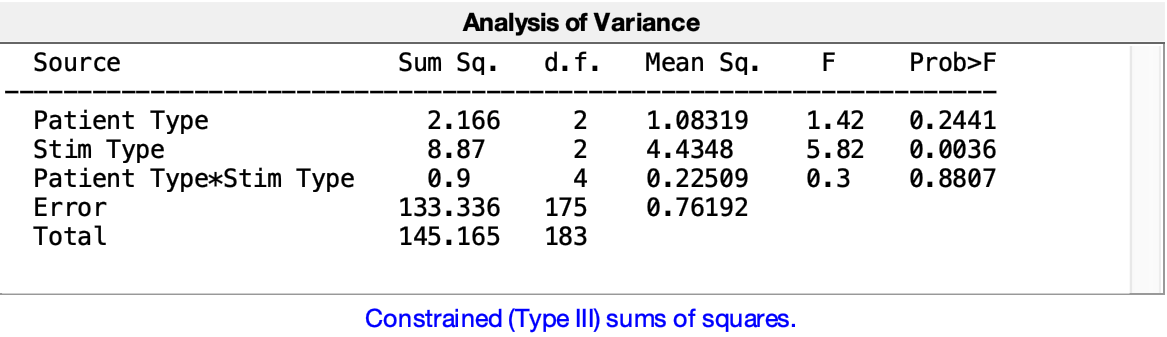 Analysis of Variance
Source Sum Sq. d.f. Mean Sq. F Prob>F
Patient Type 2.166 2 1.08319 1.42 0.2441
Stim Type 8.87 2 4.4348 5.82 0.0036
Patient Type*Stim Type 0.9 4 0.22509 0.3 0.8807
Error 133.336 175 0.76192
Total 145.165 183
Constrained (Type III) sums of squares.